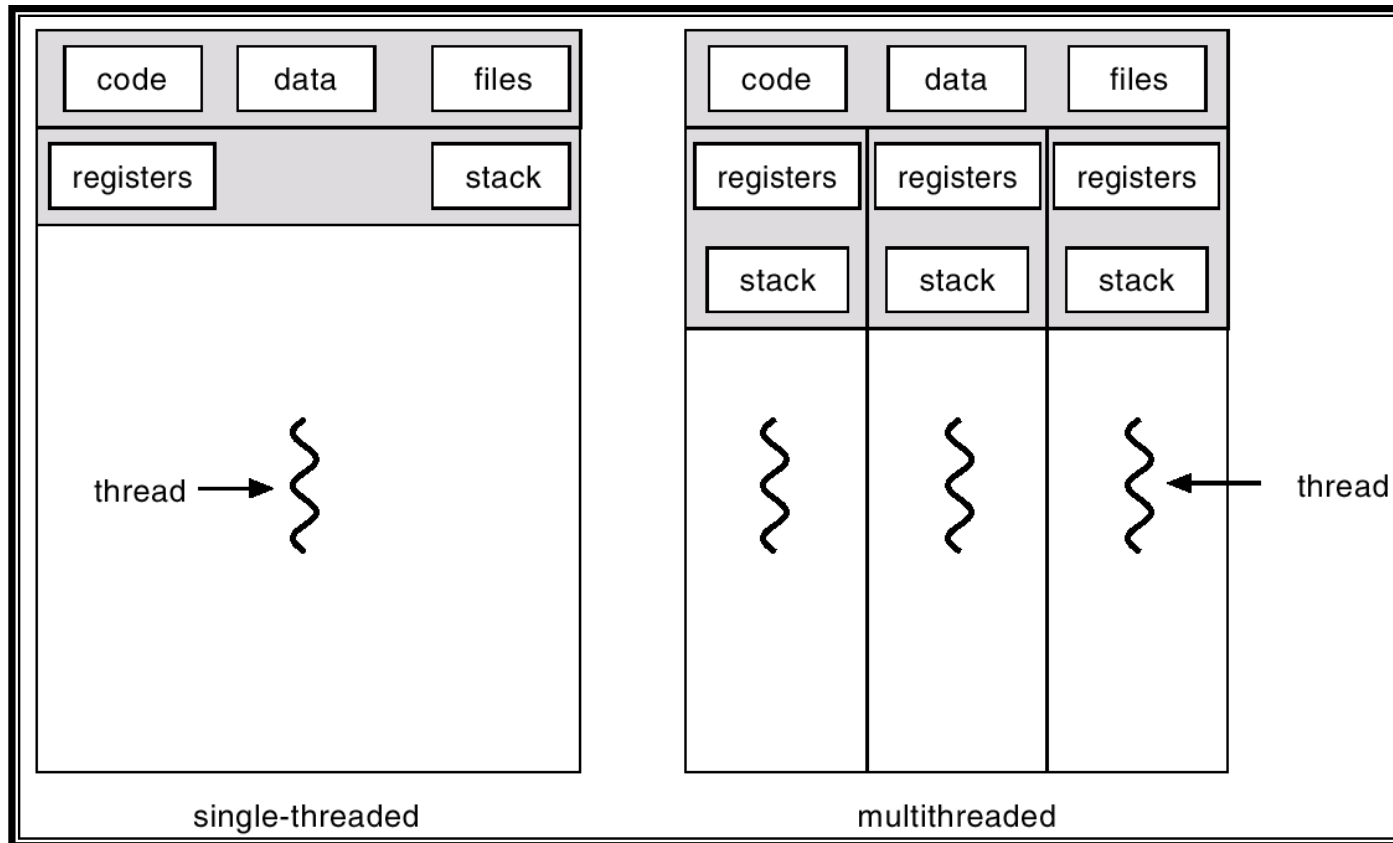 code data files code data files
registers stack registers registers registers
stack stack stack
thread thread
single-threaded multithreaded